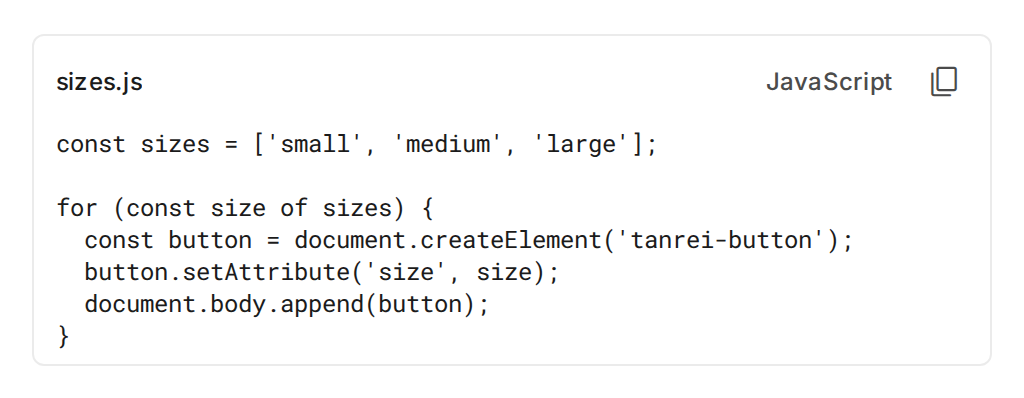 sizes.js
JavaScript
const sizes = ['small', 'medium', 'large'];

for (const size of sizes) {
  const button = document.createElement('tanrei-button');
  button.setAttribute('size', size);
  document.body.append(button);
}